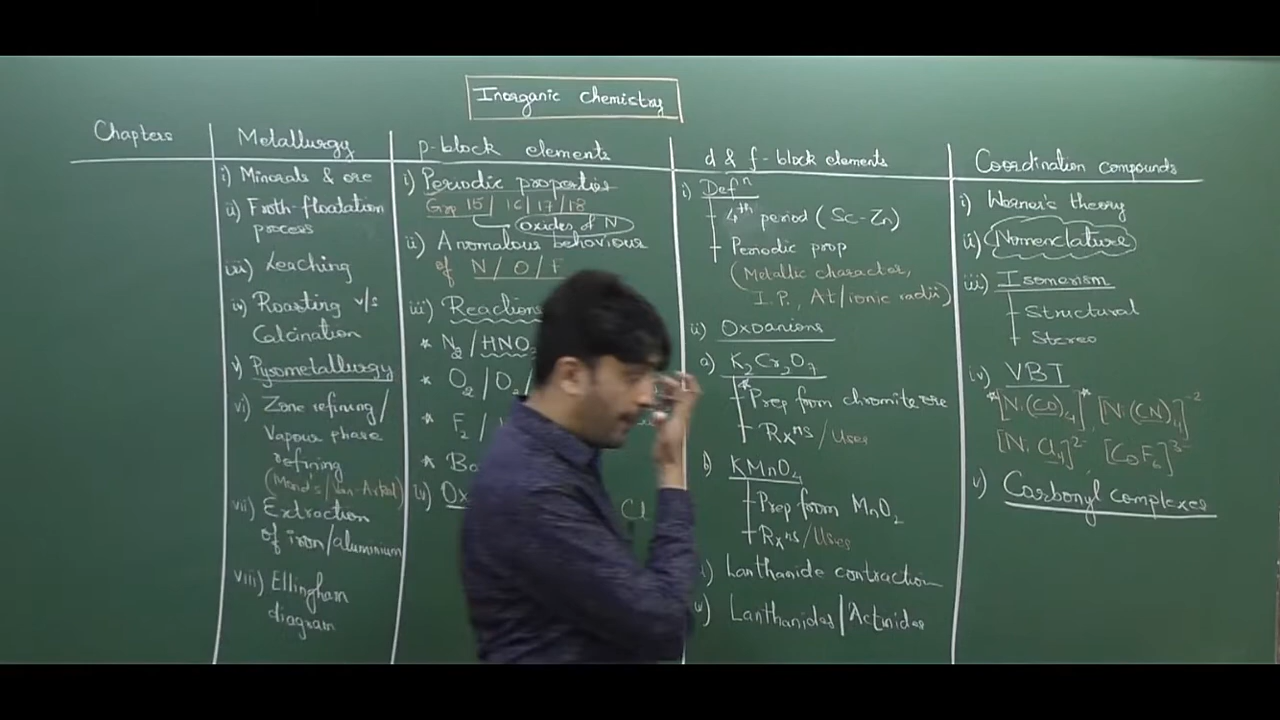 Inorganic chemistry
Chapters
Metallurgy
i) Minerals & ore
ii) Froth-floatation
process
iii) Leaching
iv) Roasting v/s
Calcination
v) Pyrometallurgy
vi) Zone refining/
Vapour phase
refining
(Mond's/Van-Arkel)
vii) Extraction
of iron/aluminium
viii) Ellingham
diagram
p-block elements
i) Periodic properties
Grp 15/16/17/18
oxides of N
ii) Anomalous behaviour
of N/O/F
iii) Reactions
* N2/HNO3
* O2/O3
* F2/
*
iv)
Cl
d & f-block elements
i) Defn
4th period (Sc-Zn)
Periodic prop
(Metallic character,
I.P., At/ionic radii)
ii) Oxoanions
a) K2Cr2O7
Prep from chromite ore
Rxns/Uses
b) KMnO4
Prep from MnO2
Rxns/Uses
Lanthanide contraction
Lanthanides/Actinides
Coordination compounds
i) Werner's theory
ii) Nomenclature
iii) Isomerism
Structural
Stereo
iv) VBT
*[Ni(CO)4] *[Ni(CN)4]-2
[NiCl4]2- [CoF6]3-
v) Carbonyl complexes